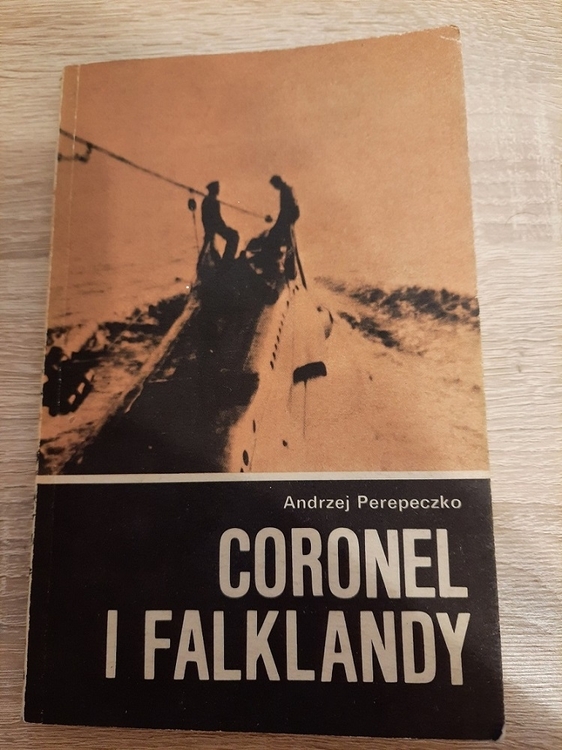 Andrzej Perepeczko
CORONEL
I FALKLANDY